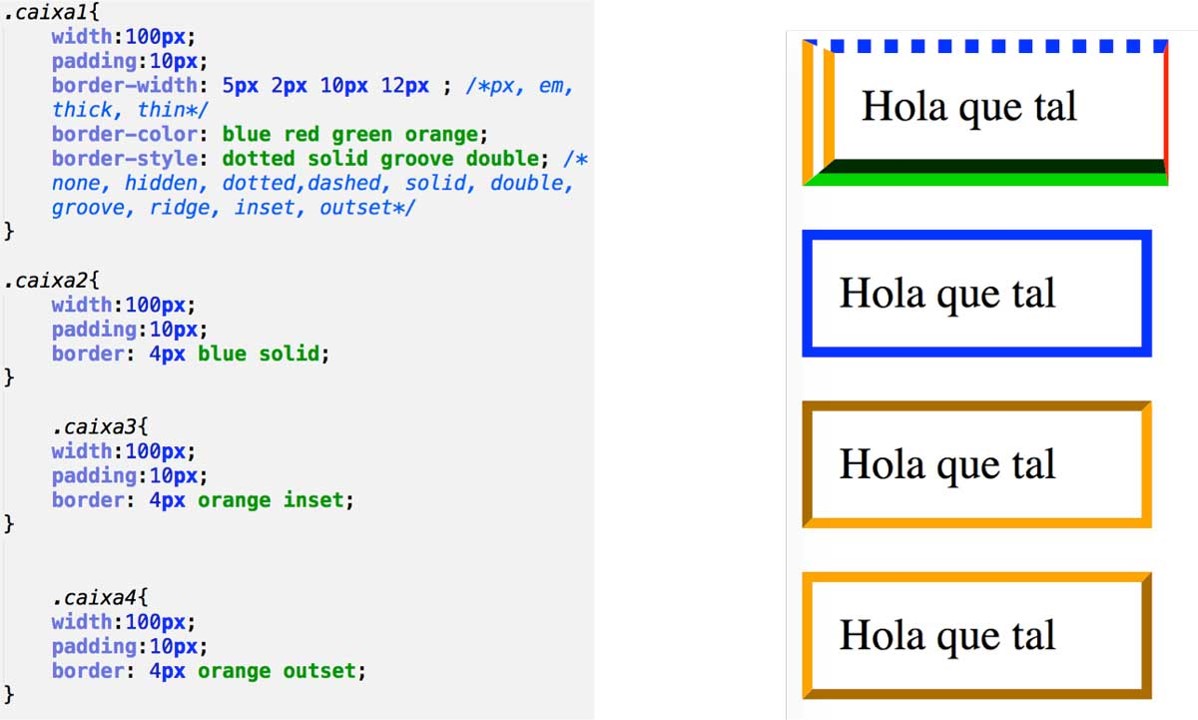 .caixa1{
width:100px;
padding:10px;
border-width: 5px 2px 10px 12px ; /*px, em,
thick, thin*/
border-color: blue red green orange;
border-style: dotted solid groove double; /*
none, hidden, dotted,dashed, solid, double,
groove, ridge, inset, outset*/
}
.caixa2{
width:100px;
padding:10px;
border: 4px blue solid;
}
.caixa3{
width:100px;
padding:10px;
border: 4px orange inset;
}
.caixa4{
width:100px;
padding:10px;
border: 4px orange outset;
}
Hola que tal
Hola que tal
Hola que tal
Hola que tal